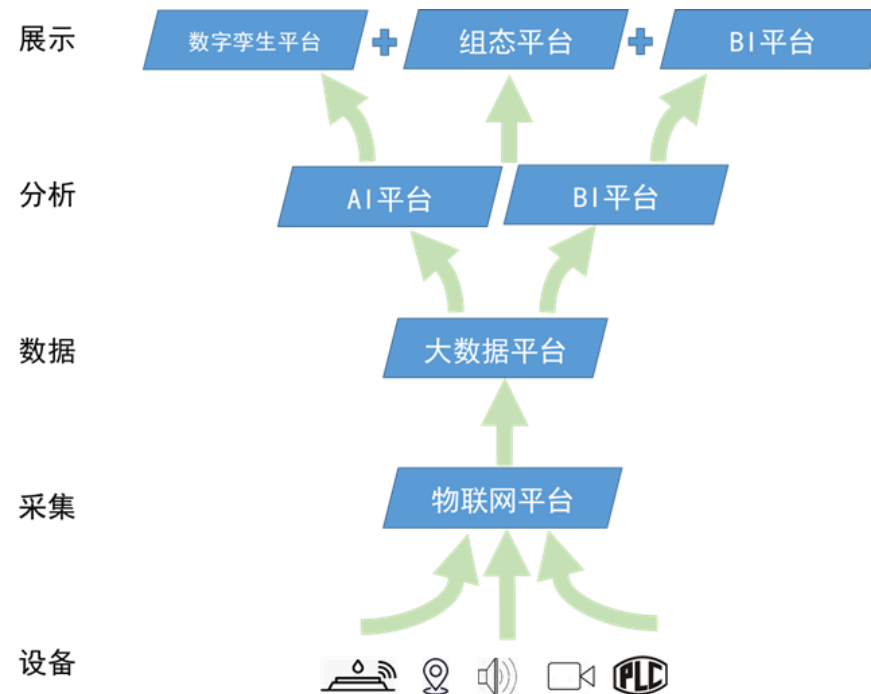 展示
数字孪生平台
组态平台
BI平台
分析
AI平台
BI平台
数据
大数据平台
采集
物联网平台
设备
PLC